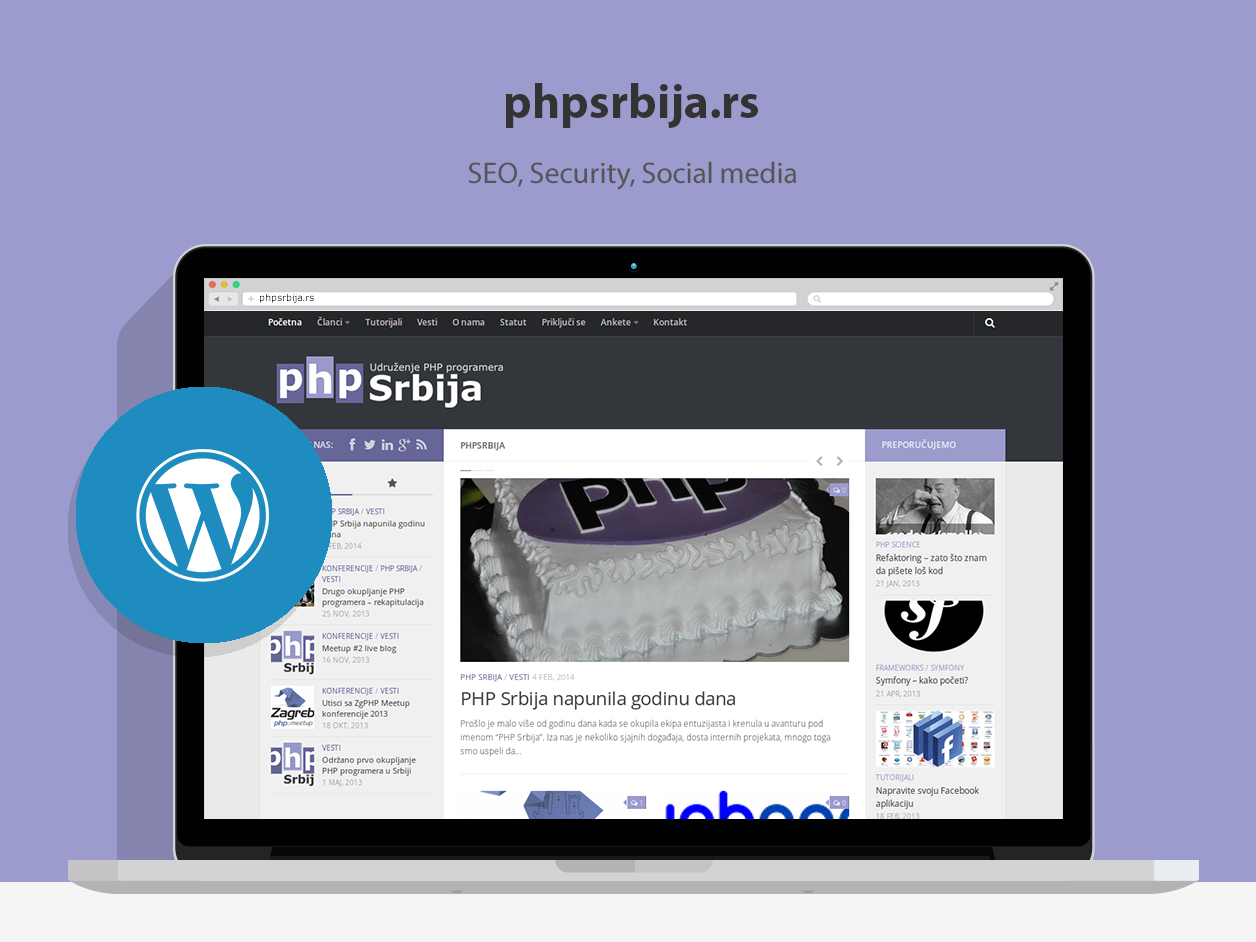 phpsrbija.rs
SEO, Security, Social media
phpsrbija.rs
Početna Članci Tutorijali Vesti O nama Statut Priključi se Ankete Kontakt
php
Udruženje PHP programera
Srbija
NAS:
SRBIJA / VESTI
Srbija napunila godinu
FEB, 2014
KONFERENCIJE / PHP SRBIJA /
VESTI
Drugo okupljanje PHP
programera – rekapitulacija
25 NOV, 2013
php
Srbij
KONFERENCIJE / VESTI
Meetup #2 live blog
16 NOV, 2013
Zagreb
php meetup
KONFERENCIJE / VESTI
Utisci sa ZgPHP Meetup
konferencije 2013
18 OKT, 2013
php
Srbij
VESTI
Održano prvo okupljanje
PHP programera u Srbiji
1 MAJ, 2013
PHPSRBIJA
php
0
PHP SRBIJA / VESTI 4 FEB, 2014
PHP Srbija napunila godinu dana
Prošlo je malo više od godinu dana kada se okupila ekipa entuzijasta i krenula u avanturu pod
imenom “PHP Srbija”. Iza nas je nekoliko sjajnih događaja, dosta internih projekata, mnogo toga
smo uspeli da...
1
0
PREPORUČUJEMO
PHP SCIENCE
Refaktoring – zato što znam
da pišete loš kod
21 JAN, 2013
sf
FRAMEWORKS / SYMFONY
Symfony – kako početi?
21 APR, 2013
f
TUTORIJALI
Napravite svoju Facebook
aplikaciju
18 FEB, 2013